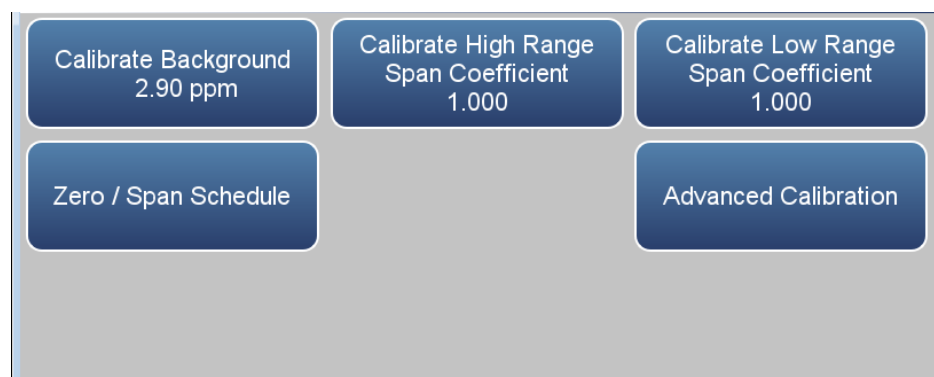 Calibrate Background
2.90 ppm
Calibrate High Range
Span Coefficient
1.000
Calibrate Low Range
Span Coefficient
1.000
Zero / Span Schedule
Advanced Calibration